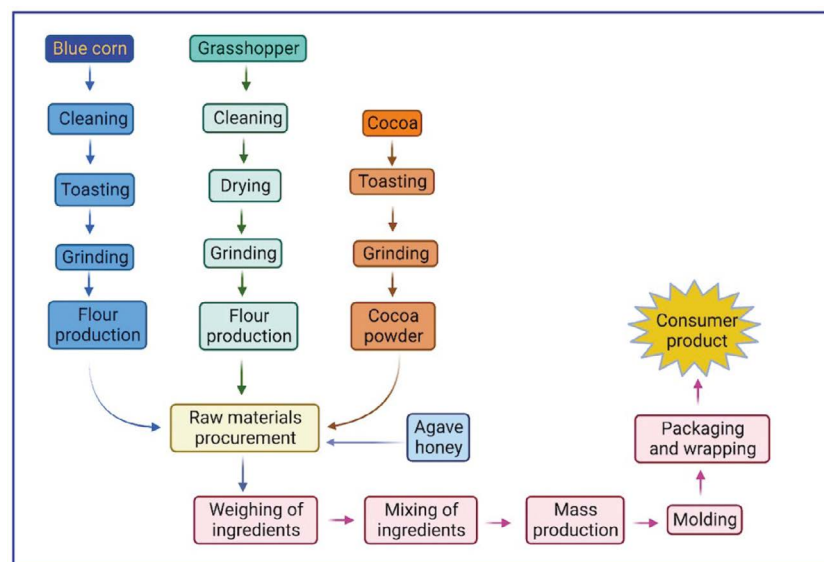 Blue corn
Cleaning
Toasting
Grinding
Flour
production
Grasshopper
Cleaning
Drying
Grinding
Flour
production
Cocoa
Toasting
Grinding
Cocoa
powder
Raw materials
procurement
Agave
honey
Weighing of
ingredients
Mixing of
ingredients
Mass
production
Molding
Packaging
and wrapping
Consumer
product